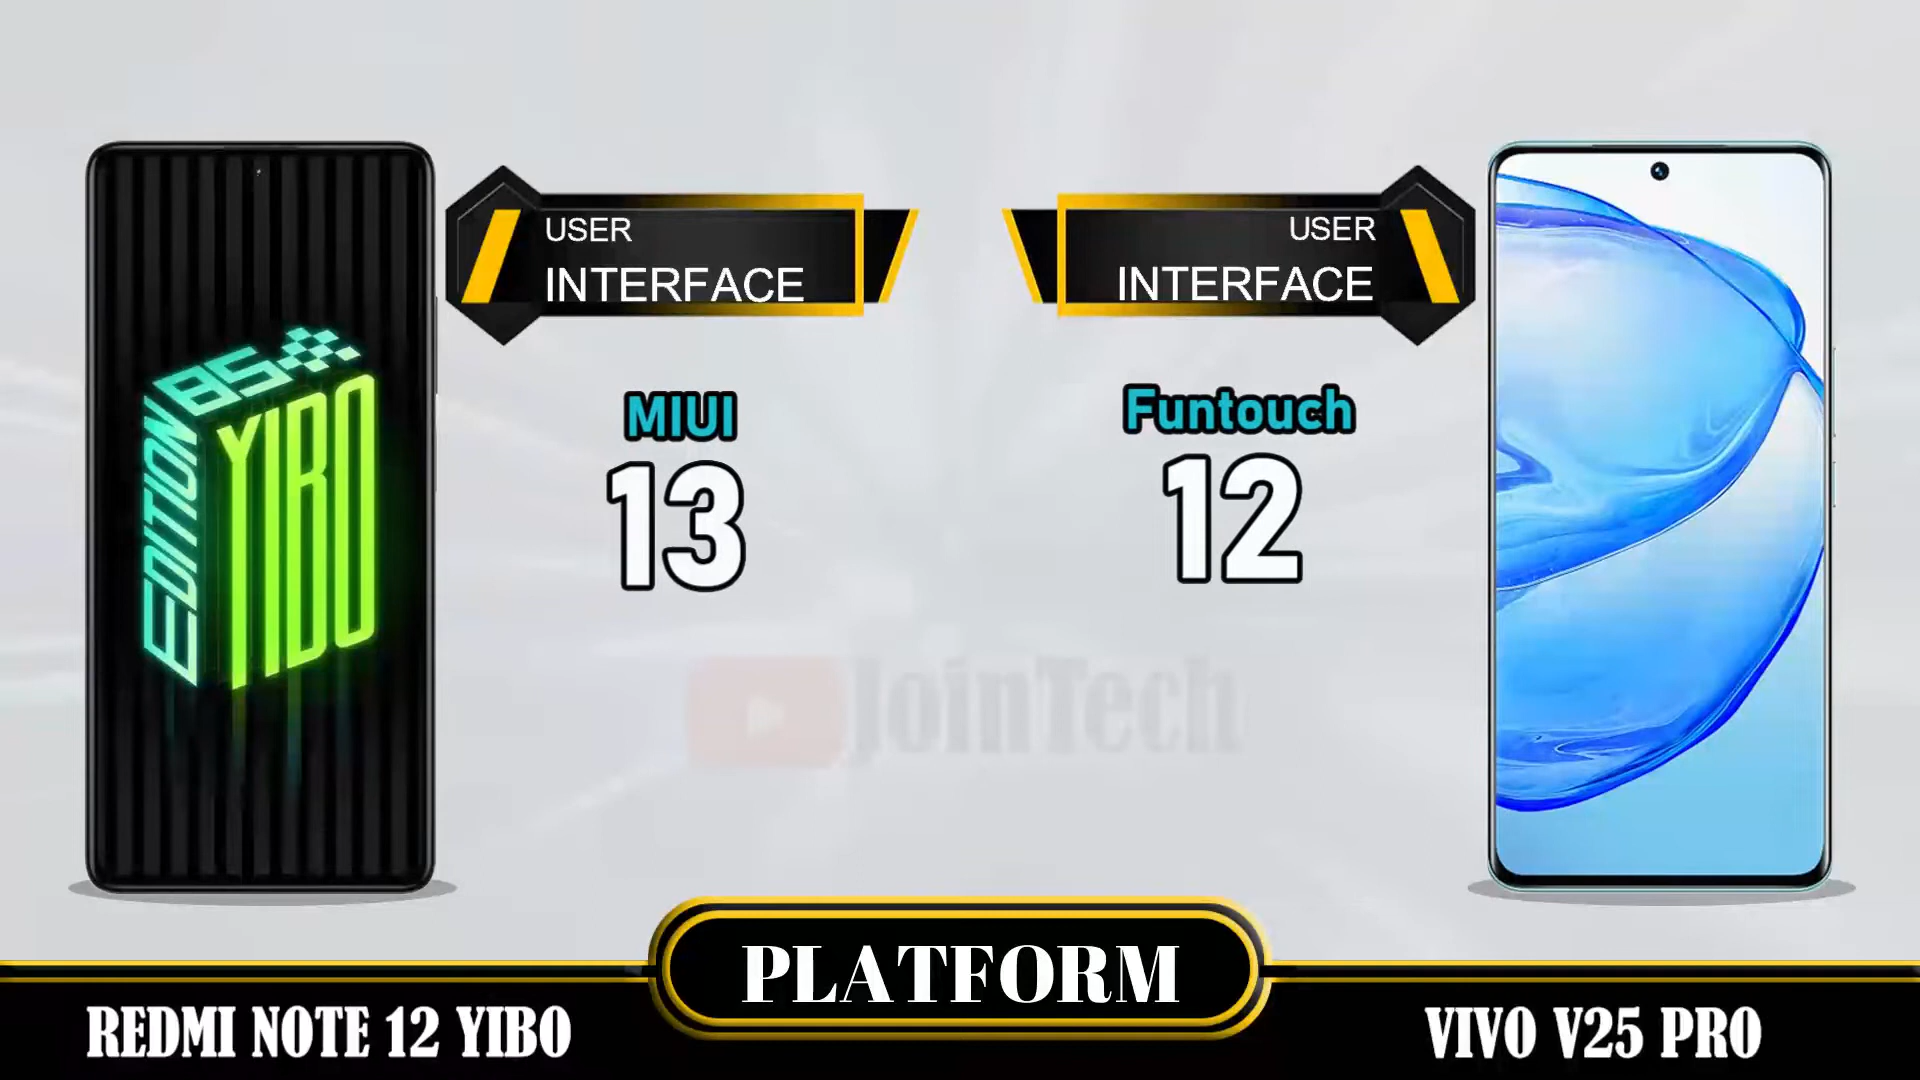 USER
INTERFACE
MIUI
13
EDITION
85
YIBO
USER
INTERFACE
Funtouch
12
JoinTech
PLATFORM
REDMI NOTE 12 YIBO
VIVO V25 PRO